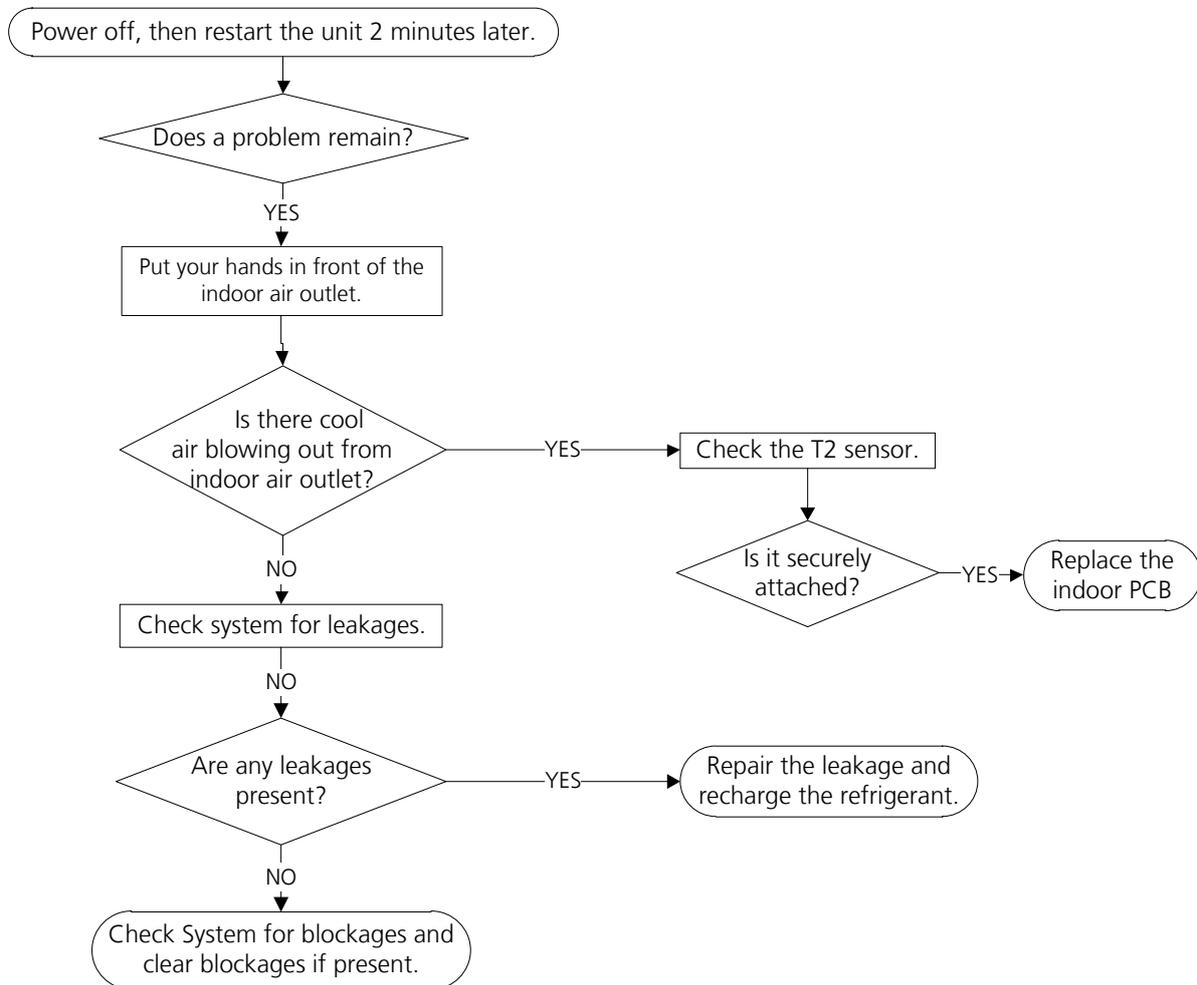 Power off, then restart the unit 2 minutes later.
Does a problem remain?
YES
Put your hands in front of the
indoor air outlet.
Is there cool
air blowing out from
indoor air outlet?
YES
Check the T2 sensor.
Is it securely
attached?
YES
Replace the
indoor PCB
NO
Check system for leakages.
NO
Are any leakages
present?
YES
Repair the leakage and
recharge the refrigerant.
NO
Check System for blockages and
clear blockages if present.